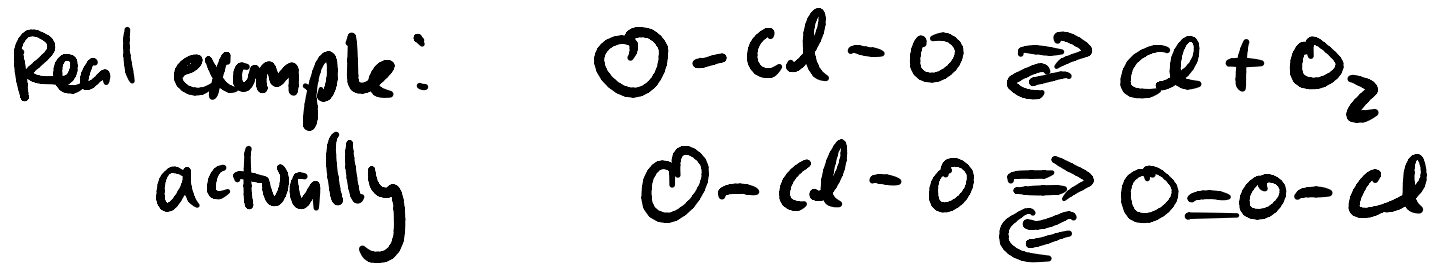 Real example: O - Cl - O ⇌ Cl + O₂
actually O - Cl - O ⇌ O = O - Cl